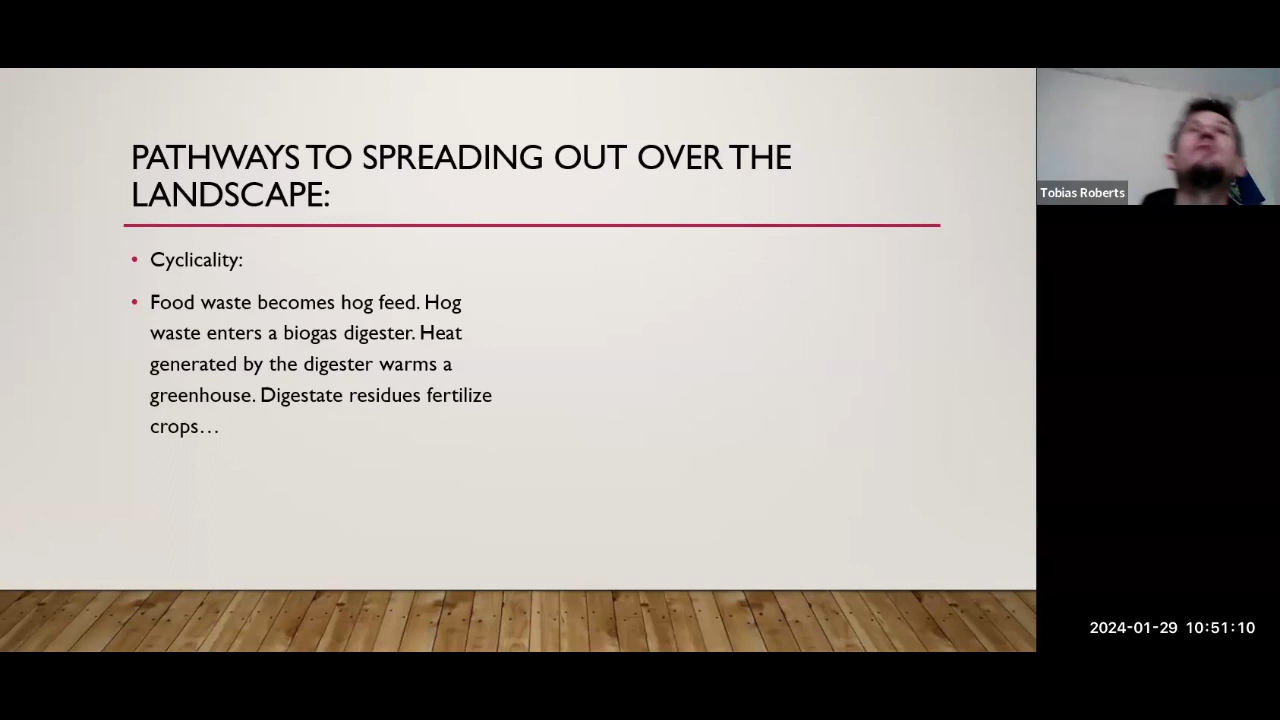 PATHWAYS TO SPREADING OUT OVER THE
LANDSCAPE:
• Cyclicality:
• Food waste becomes hog feed. Hog
waste enters a biogas digester. Heat
generated by the digester warms a
greenhouse. Digestate residues fertilize
crops…
Tobias Roberts
2024-01-29 10:51:10